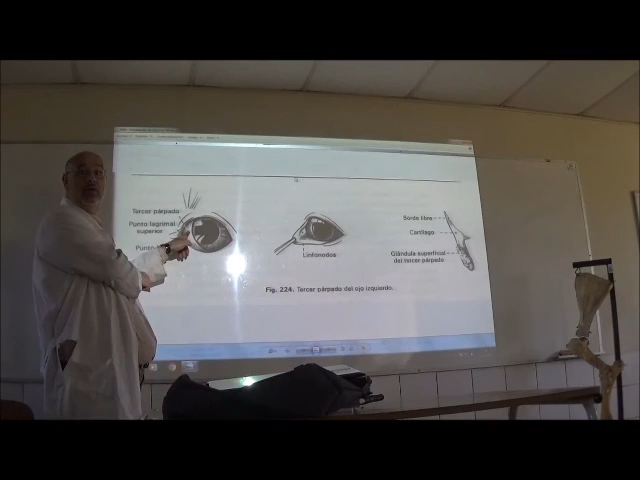 Tercer párpado
Punto lagrimal
superior
Punto
Linfonodos
Borde libre
Cartílago
Glándula superficial
del tercer párpado
Fig. 224. Tercer párpado del ojo izquierdo.